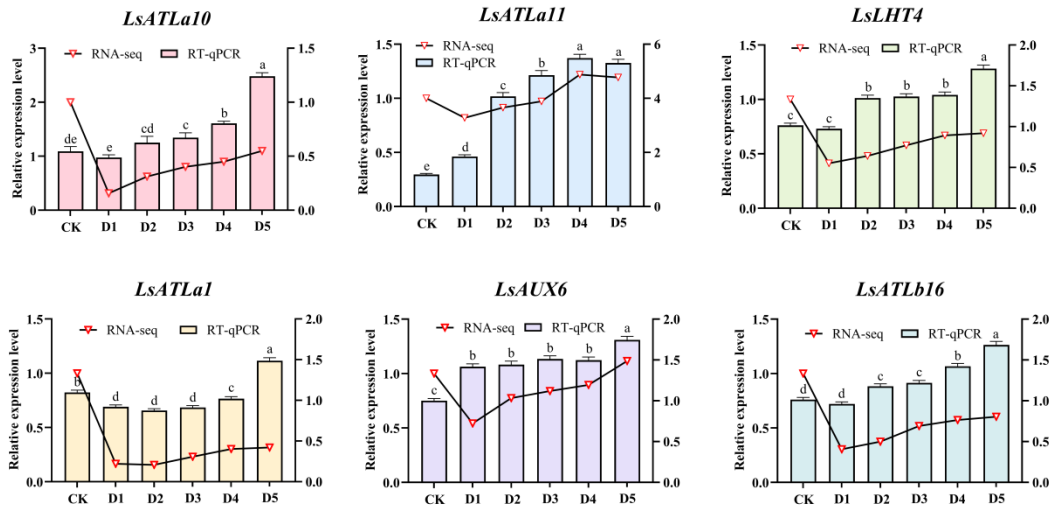 LsATLa10
RNA-seq RT-qPCR
Relative expression level
3
2
1
0
1.5
1.0
0.5
0.0
de e cd c b a
CK D1 D2 D3 D4 D5
LsATLa11
RNA-seq
RT-qPCR
Relative expression level
1.5
1.0
0.5
0.0
6
4
2
0
e d c b a a
CK D1 D2 D3 D4 D5
LsLHT4
RNA-seq RT-qPCR
Relative expression level
1.5
1.0
0.5
0.0
2.0
1.5
1.0
0.5
0.0
c c b b b a
CK D1 D2 D3 D4 D5
LsATLa1
RNA-seq RT-qPCR
Relative expression level
1.5
1.0
0.5
0.0
2.0
1.5
1.0
0.5
0.0
b d d d c a
CK D1 D2 D3 D4 D5
LsAUX6
RNA-seq RT-qPCR
Relative expression level
1.5
1.0
0.5
0.0
2.0
1.5
1.0
0.5
0.0
c b b b b a
CK D1 D2 D3 D4 D5
LsATLb16
RNA-seq RT-qPCR
Relative expression level
1.5
1.0
0.5
0.0
2.0
1.5
1.0
0.5
0.0
d d c c b a
CK D1 D2 D3 D4 D5